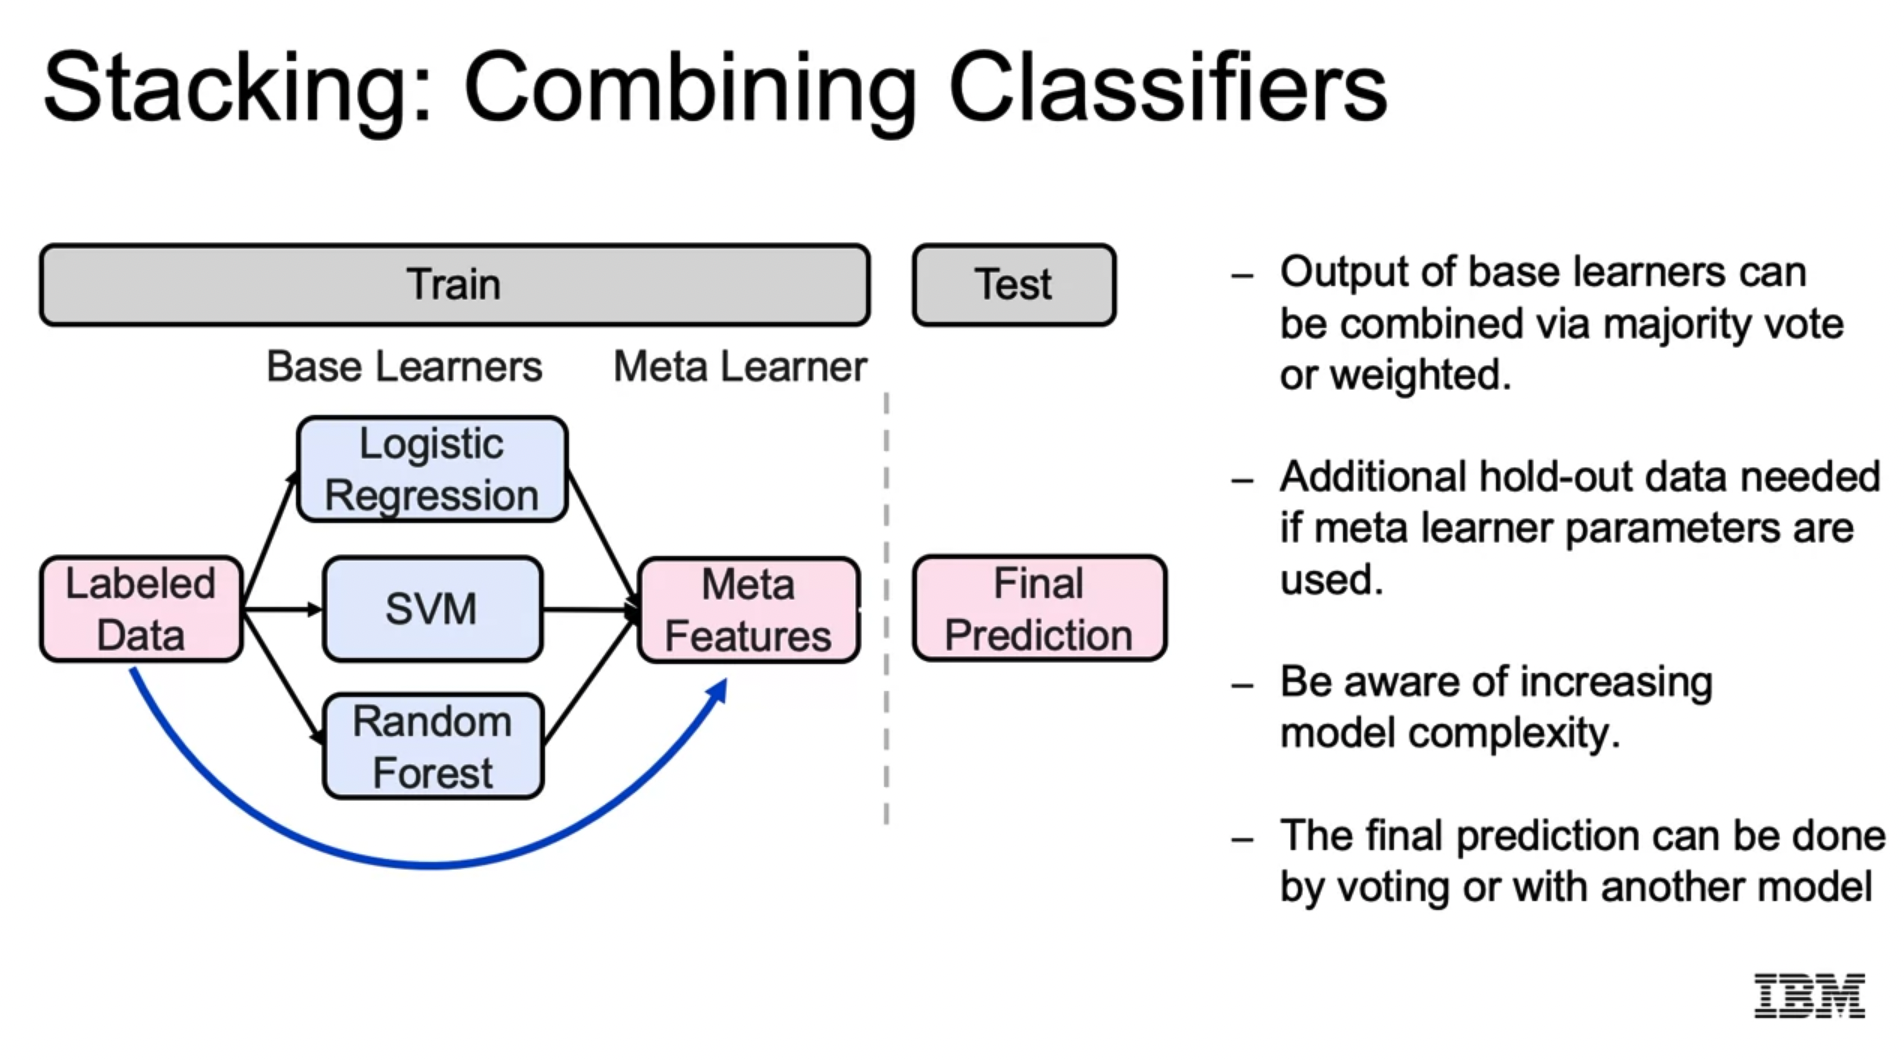 Stacking: Combining Classifiers
Train
Test
Base Learners
Meta Learner
Logistic
Regression
Labeled
Data
SVM
Meta
Features
Final
Prediction
Random
Forest
– Output of base learners can
be combined via majority vote
or weighted.
– Additional hold-out data needed
if meta learner parameters are
used.
– Be aware of increasing
model complexity.
– The final prediction can be done
by voting or with another model
IBM